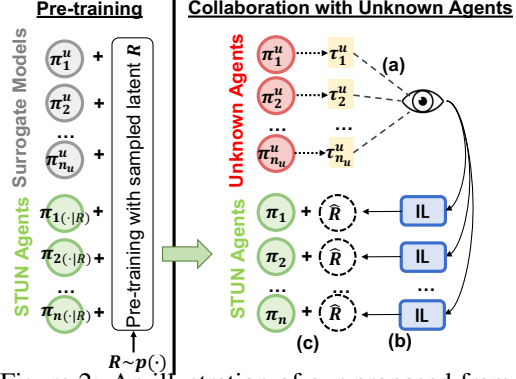 Pre-training
Collaboration with Unknown Agents
Surrogate Models
π₁ᵘ +
π₂ᵘ +
... +
πₙᵤᵘ
STUN Agents
π₁(·|R) +
π₂(·|R) +
...
πₙ(·|R) +
Pre-training with sampled latent R
R~p(·)
Unknown Agents
π₁ᵘ τ₁ᵘ
π₂ᵘ τ₂ᵘ
... ...
πₙᵤᵘ τₙᵤᵘ
(a)
STUN Agents
π₁ + R̂ IL
π₂ + R̂ IL
... ... ...
πₙ + R̂ IL
(c) (b)